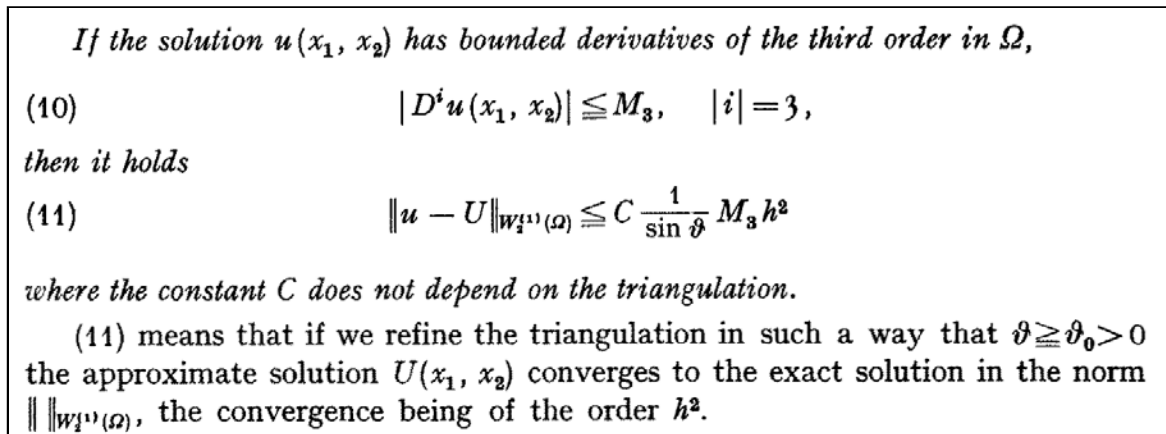 If the solution u(x₁, x₂) has bounded derivatives of the third order in Ω,
(10) |Dⁱu(x₁, x₂)| ≦ M₃, |i| = 3,
then it holds
(11) ‖u − U‖_{W₂⁽¹⁾(Ω)} ≦ C \frac{1}{\sin ϑ} M₃ h²
where the constant C does not depend on the triangulation.
(11) means that if we refine the triangulation in such a way that ϑ ≧ ϑ₀ > 0
the approximate solution U(x₁, x₂) converges to the exact solution in the norm
‖ ‖_{W₂⁽¹⁾(Ω)}, the convergence being of the order h².